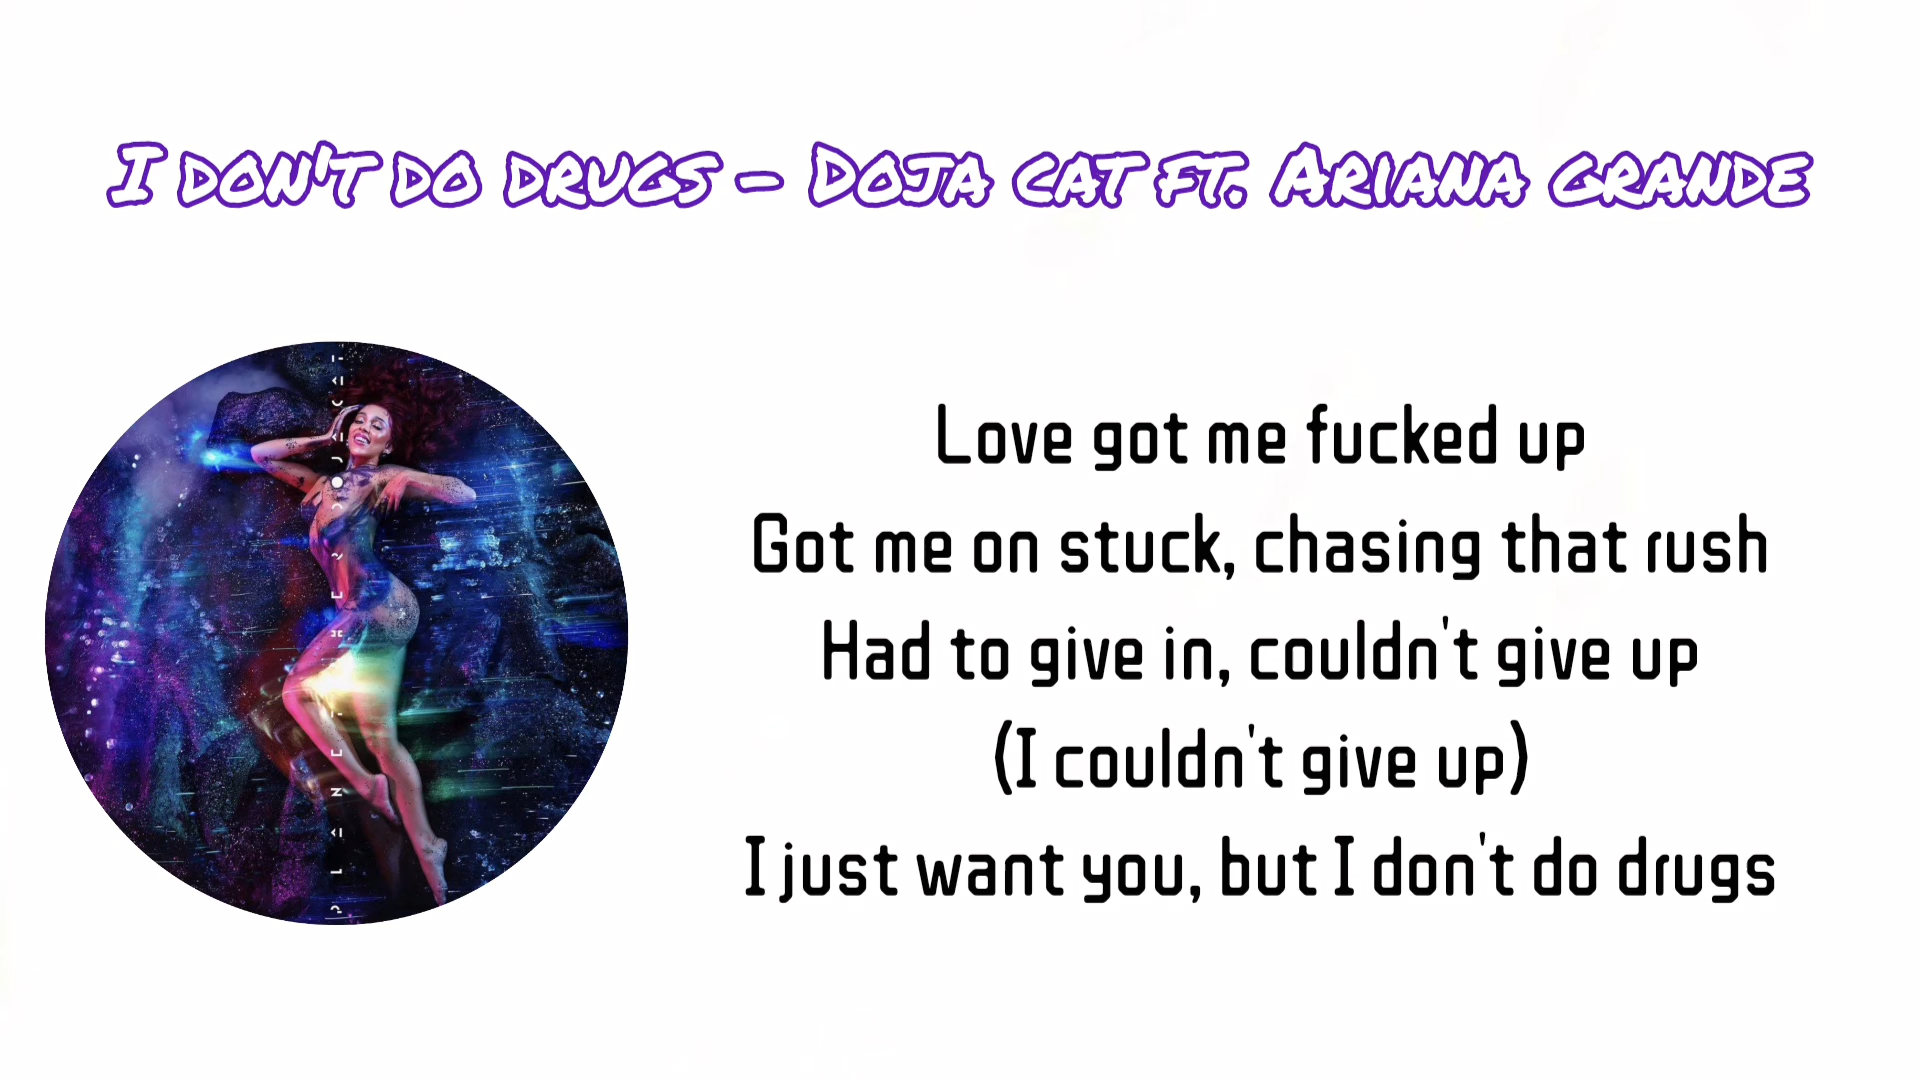 I don't do drugs - Doja cat ft. Ariana grande
Love got me fucked up
Got me on stuck, chasing that rush
Had to give in, couldn't give up
(I couldn't give up)
I just want you, but I don't do drugs